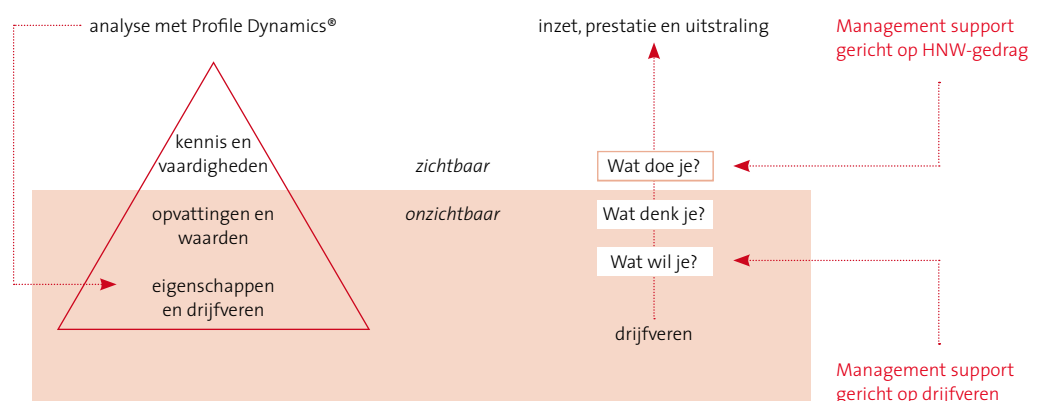 analyse met Profile Dynamics®
inzet, prestatie en uitstraling
Management support
gericht op HNW-gedrag
kennis en
vaardigheden
zichtbaar
Wat doe je?
opvattingen en
waarden
onzichtbaar
Wat denk je?
Wat wil je?
eigenschappen
en drijfveren
drijfveren
Management support
gericht op drijfveren